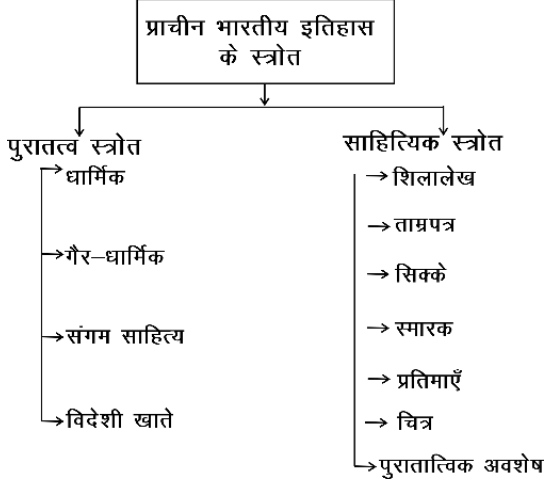 प्राचीन भारतीय इतिहास
के स्त्रोत
पुरातत्व स्त्रोत
धार्मिक
गैर–धार्मिक
संगम साहित्य
विदेशी खाते
साहित्यिक स्त्रोत
शिलालेख
ताम्रपत्र
सिक्के
स्मारक
प्रतिमाएँ
चित्र
पुरातात्विक अवशेष